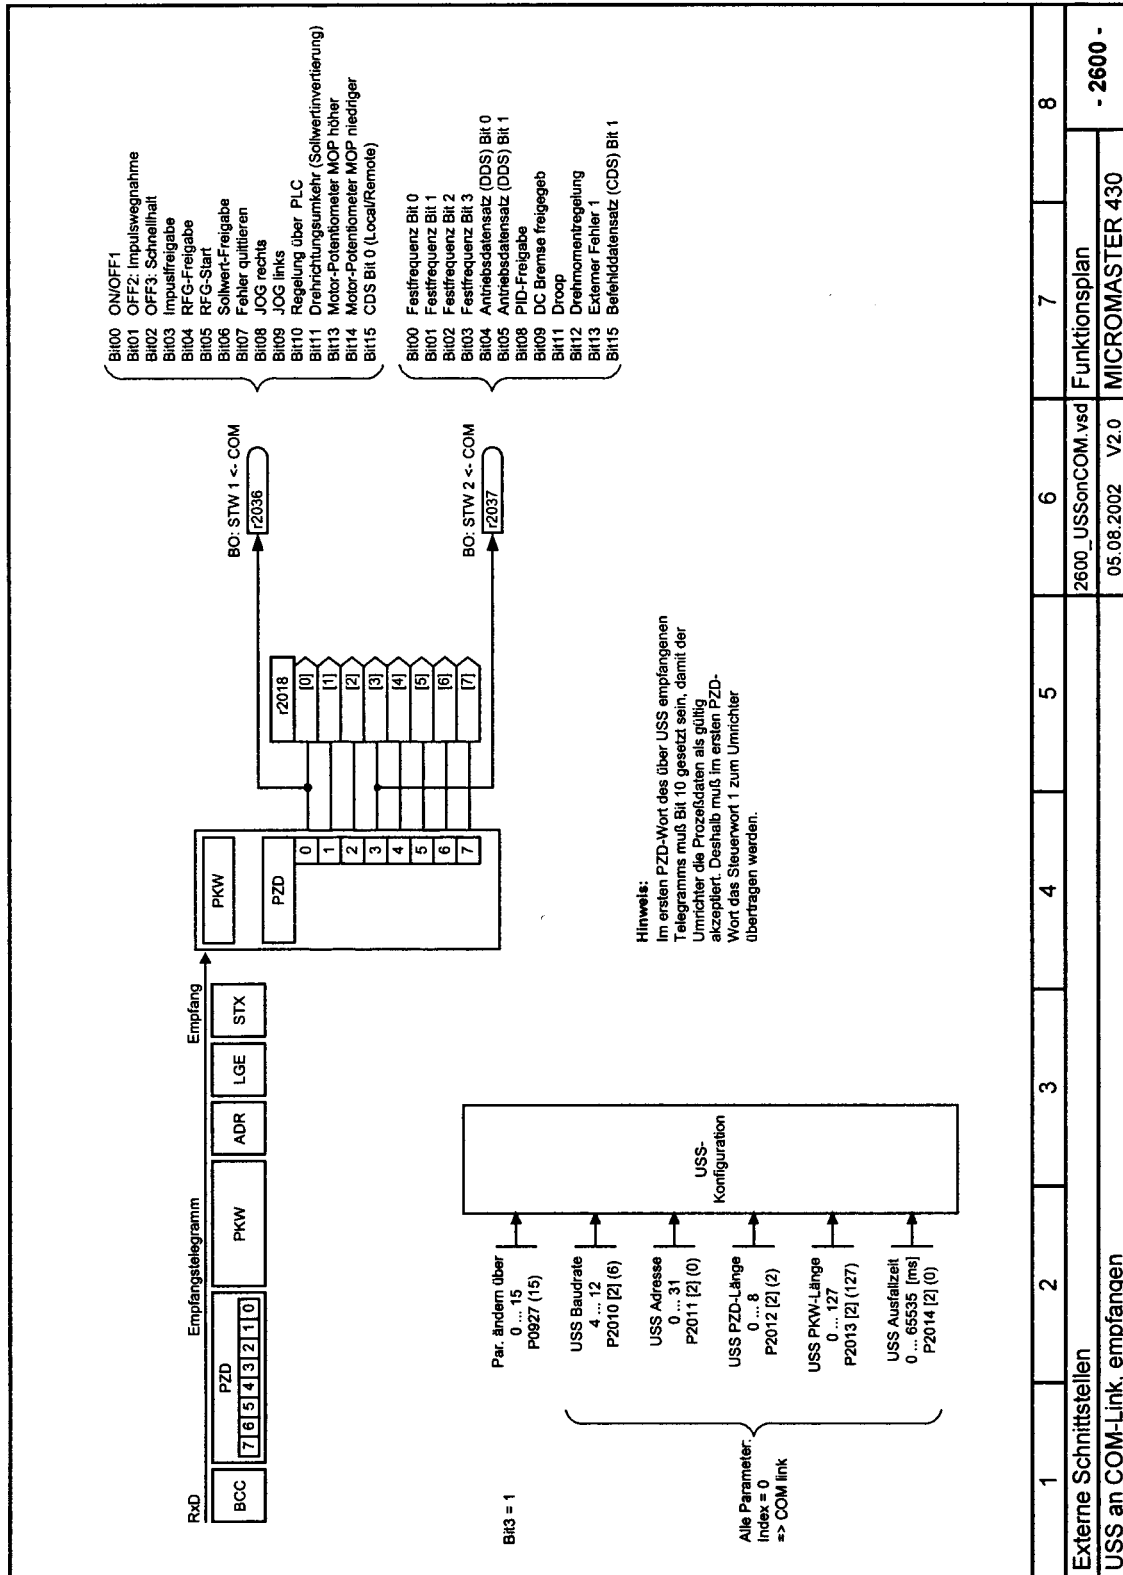 RxD
Empfangstelegramm
Empfang
BCC
PZD
7 6 5 4 3 2 1 0
PKW
ADR
LGE
STX
PKW
PZD
0
1
2
3
4
5
6
7
r2018
[0]
[1]
[2]
[3]
[4]
[5]
[6]
[7]
BO: STW 1 <- COM
r2036
BO: STW 2 <- COM
r2037
Bit00 ON/OFF1
Bit01 OFF2: Impulswegnahme
Bit02 OFF3: Schnellhalt
Bit03 Impuslfreigabe
Bit04 RFG-Freigabe
Bit05 RFG-Start
Bit06 Sollwert-Freigabe
Bit07 Fehler quittieren
Bit08 JOG rechts
Bit09 JOG links
Bit10 Regelung über PLC
Bit11 Drehrichtungsumkehr (Sollwertinvertierung)
Bit13 Motor-Potentiometer MOP höher
Bit14 Motor-Potentiometer MOP niedriger
Bit15 CDS Bit 0 (Local/Remote)
Bit00 Festfrequenz Bit 0
Bit01 Festfrequenz Bit 1
Bit02 Festfrequenz Bit 2
Bit03 Festfrequenz Bit 3
Bit04 Antriebsdatensatz (DDS) Bit 0
Bit05 Antriebsdatensatz (DDS) Bit 1
Bit08 PID-Freigabe
Bit09 DC Bremse freigegeb
Bit11 Droop
Bit12 Drehmomentregelung
Bit13 Externer Fehler 1
Bit15 Befehlddatensatz (CDS) Bit 1
Bit3 = 1
Par. ändern über
0 ... 15
P0927 (15)
USS Baudrate
4 ... 12
P2010 [2] (6)
USS Adresse
0 ... 31
P2011 [2] (0)
USS PZD-Länge
0 ... 8
P2012 [2] (2)
USS PKW-Länge
0 ... 127
P2013 [2] (127)
USS Ausfallzeit
0 ... 65535 [ms]
P2014 [2] (0)
Alle Parameter:
Index = 0
=> COM link
USS-
Konfiguration
Hinweis:
Im ersten PZD-Wort des über USS empfangenen
Telegramms muß Bit 10 gesetzt sein, damit der
Umrichter die Prozeßdaten als gültig
akzeptiert. Deshalb muß im ersten PZD-
Wort das Steuerwort 1 zum Umrichter
übertragen werden.
1
2
3
4
5
6
7
8
Externe Schnittstellen
2600_USSonCOM.vsd
Funktionsplan
- 2600 -
USS an COM-Link, empfangen
05.08.2002 V2.0
MICROMASTER 430